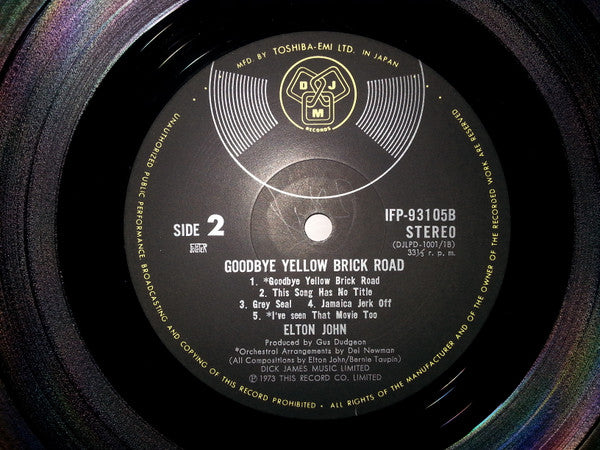 MFD. BY TOSHIBA-EMI LTD. IN JAPAN
D J M
RECORDS
SIDE 2
IFP-93105B
STEREO
(DJLPD-1001/1B)
33⅓ r. p. m.
GOODBYE YELLOW BRICK ROAD
1. *Goodbye Yellow Brick Road
2. This Song Has No Title
3. Grey Seal 4. Jamaica Jerk Off
5. *I've seen That Movie Too
ELTON JOHN
Produced by Gus Dudgeon
*Orchestral Arrangements by Del Newman
(All Compositions by Elton John/Bernie Taupin)
DICK JAMES MUSIC LIMITED
Ⓟ 1973 THIS RECORD CO. LIMITED
UNAUTHORIZED PUBLIC PERFORMANCE, BROADCASTING AND COPYING OF THIS RECORD PROHIBITED • ALL RIGHTS OF THE MANUFACTURER AND OF THE OWNER OF THE RECORDED WORK ARE RESERVED